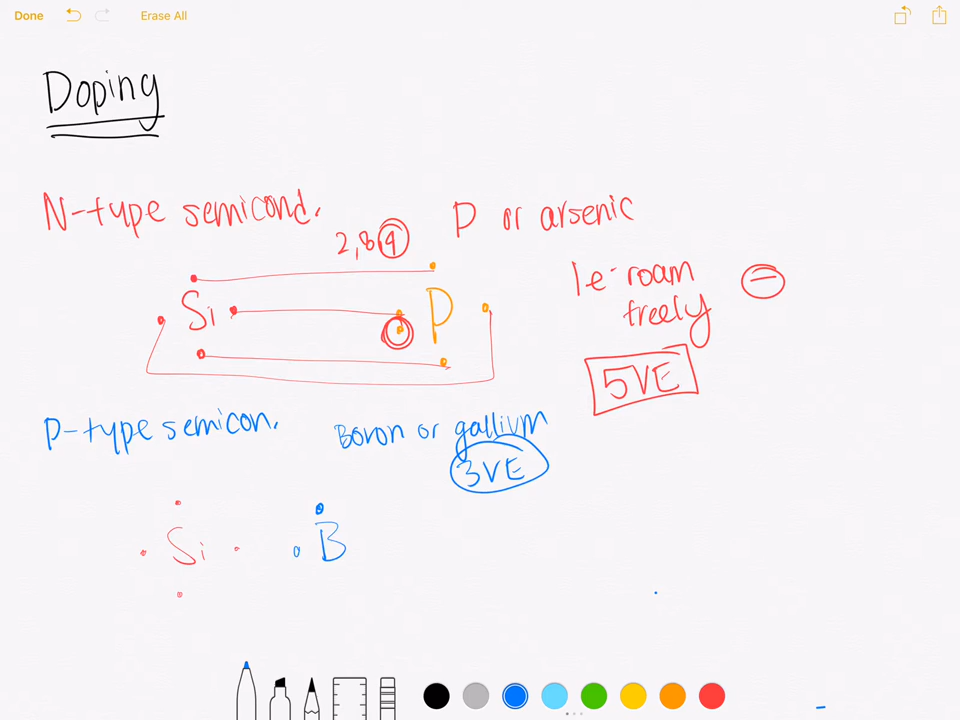 Done
Erase All
Doping
N-type semicond.
P or arsenic
2,8,4
Si
P
1e- roam
freely
−
5VE
P-type semicon.
Boron or gallium
3VE
Si
B